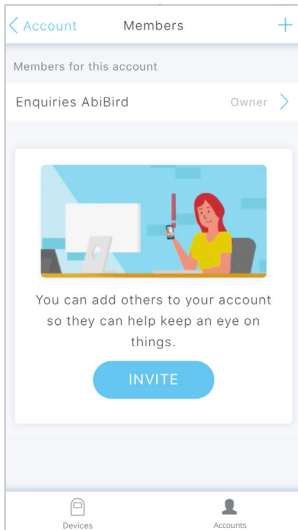 Account Members +
Members for this account
Enquiries AbiBird Owner
You can add others to your account
so they can help keep an eye on
things.
INVITE
Devices Accounts